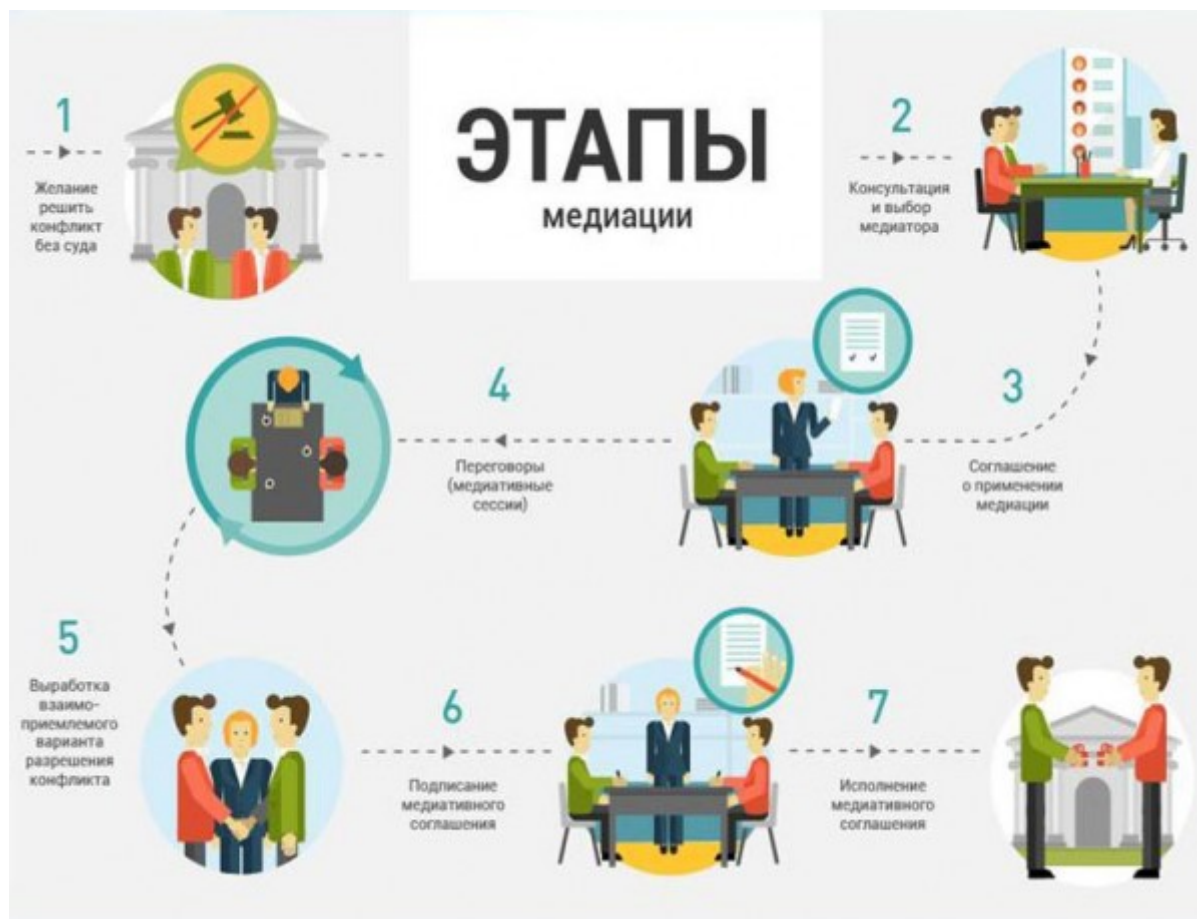 ЭТАПЫ
медиации
1
Желание
решить
конфликт
без суда
2
Консультация
и выбор
медиатора
3
Соглашение
о применении
медиации
4
Переговоры
(медиативные
сессии)
5
Выработка
взаимо-
приемлемого
варианта
разрешения
конфликта
6
Подписание
медиативного
соглашения
7
Исполнение
медиативного
соглашения